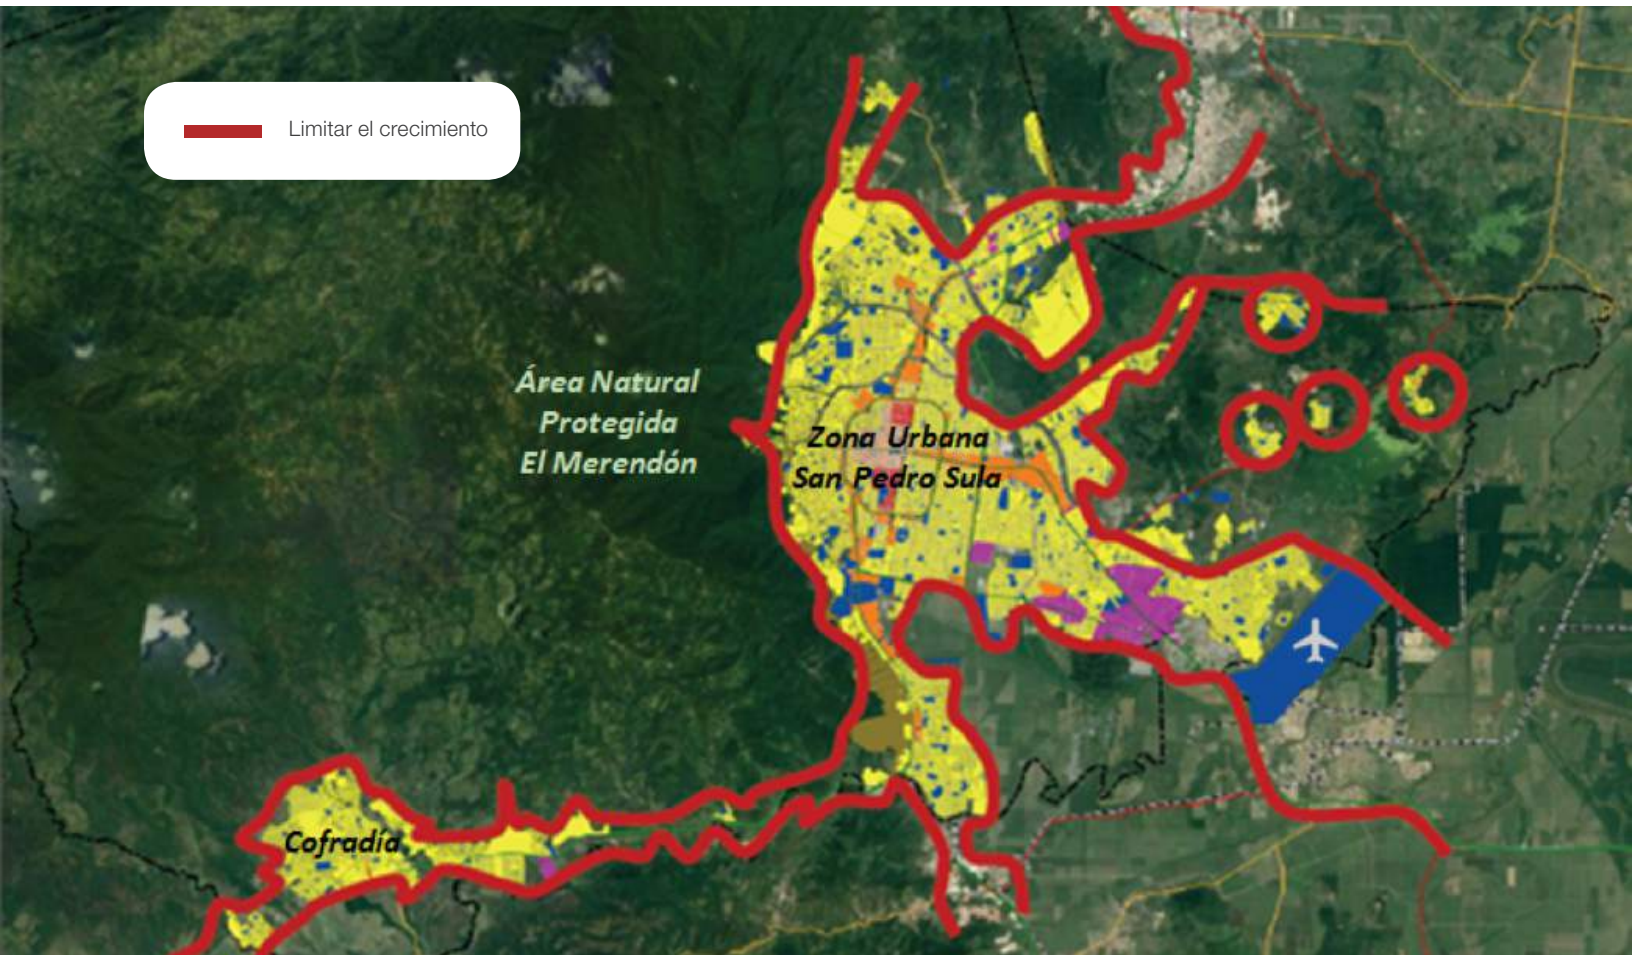 Limitar el crecimiento
Área Natural
Protegida
El Merendón
Zona Urbana
San Pedro Sula
Cofradía